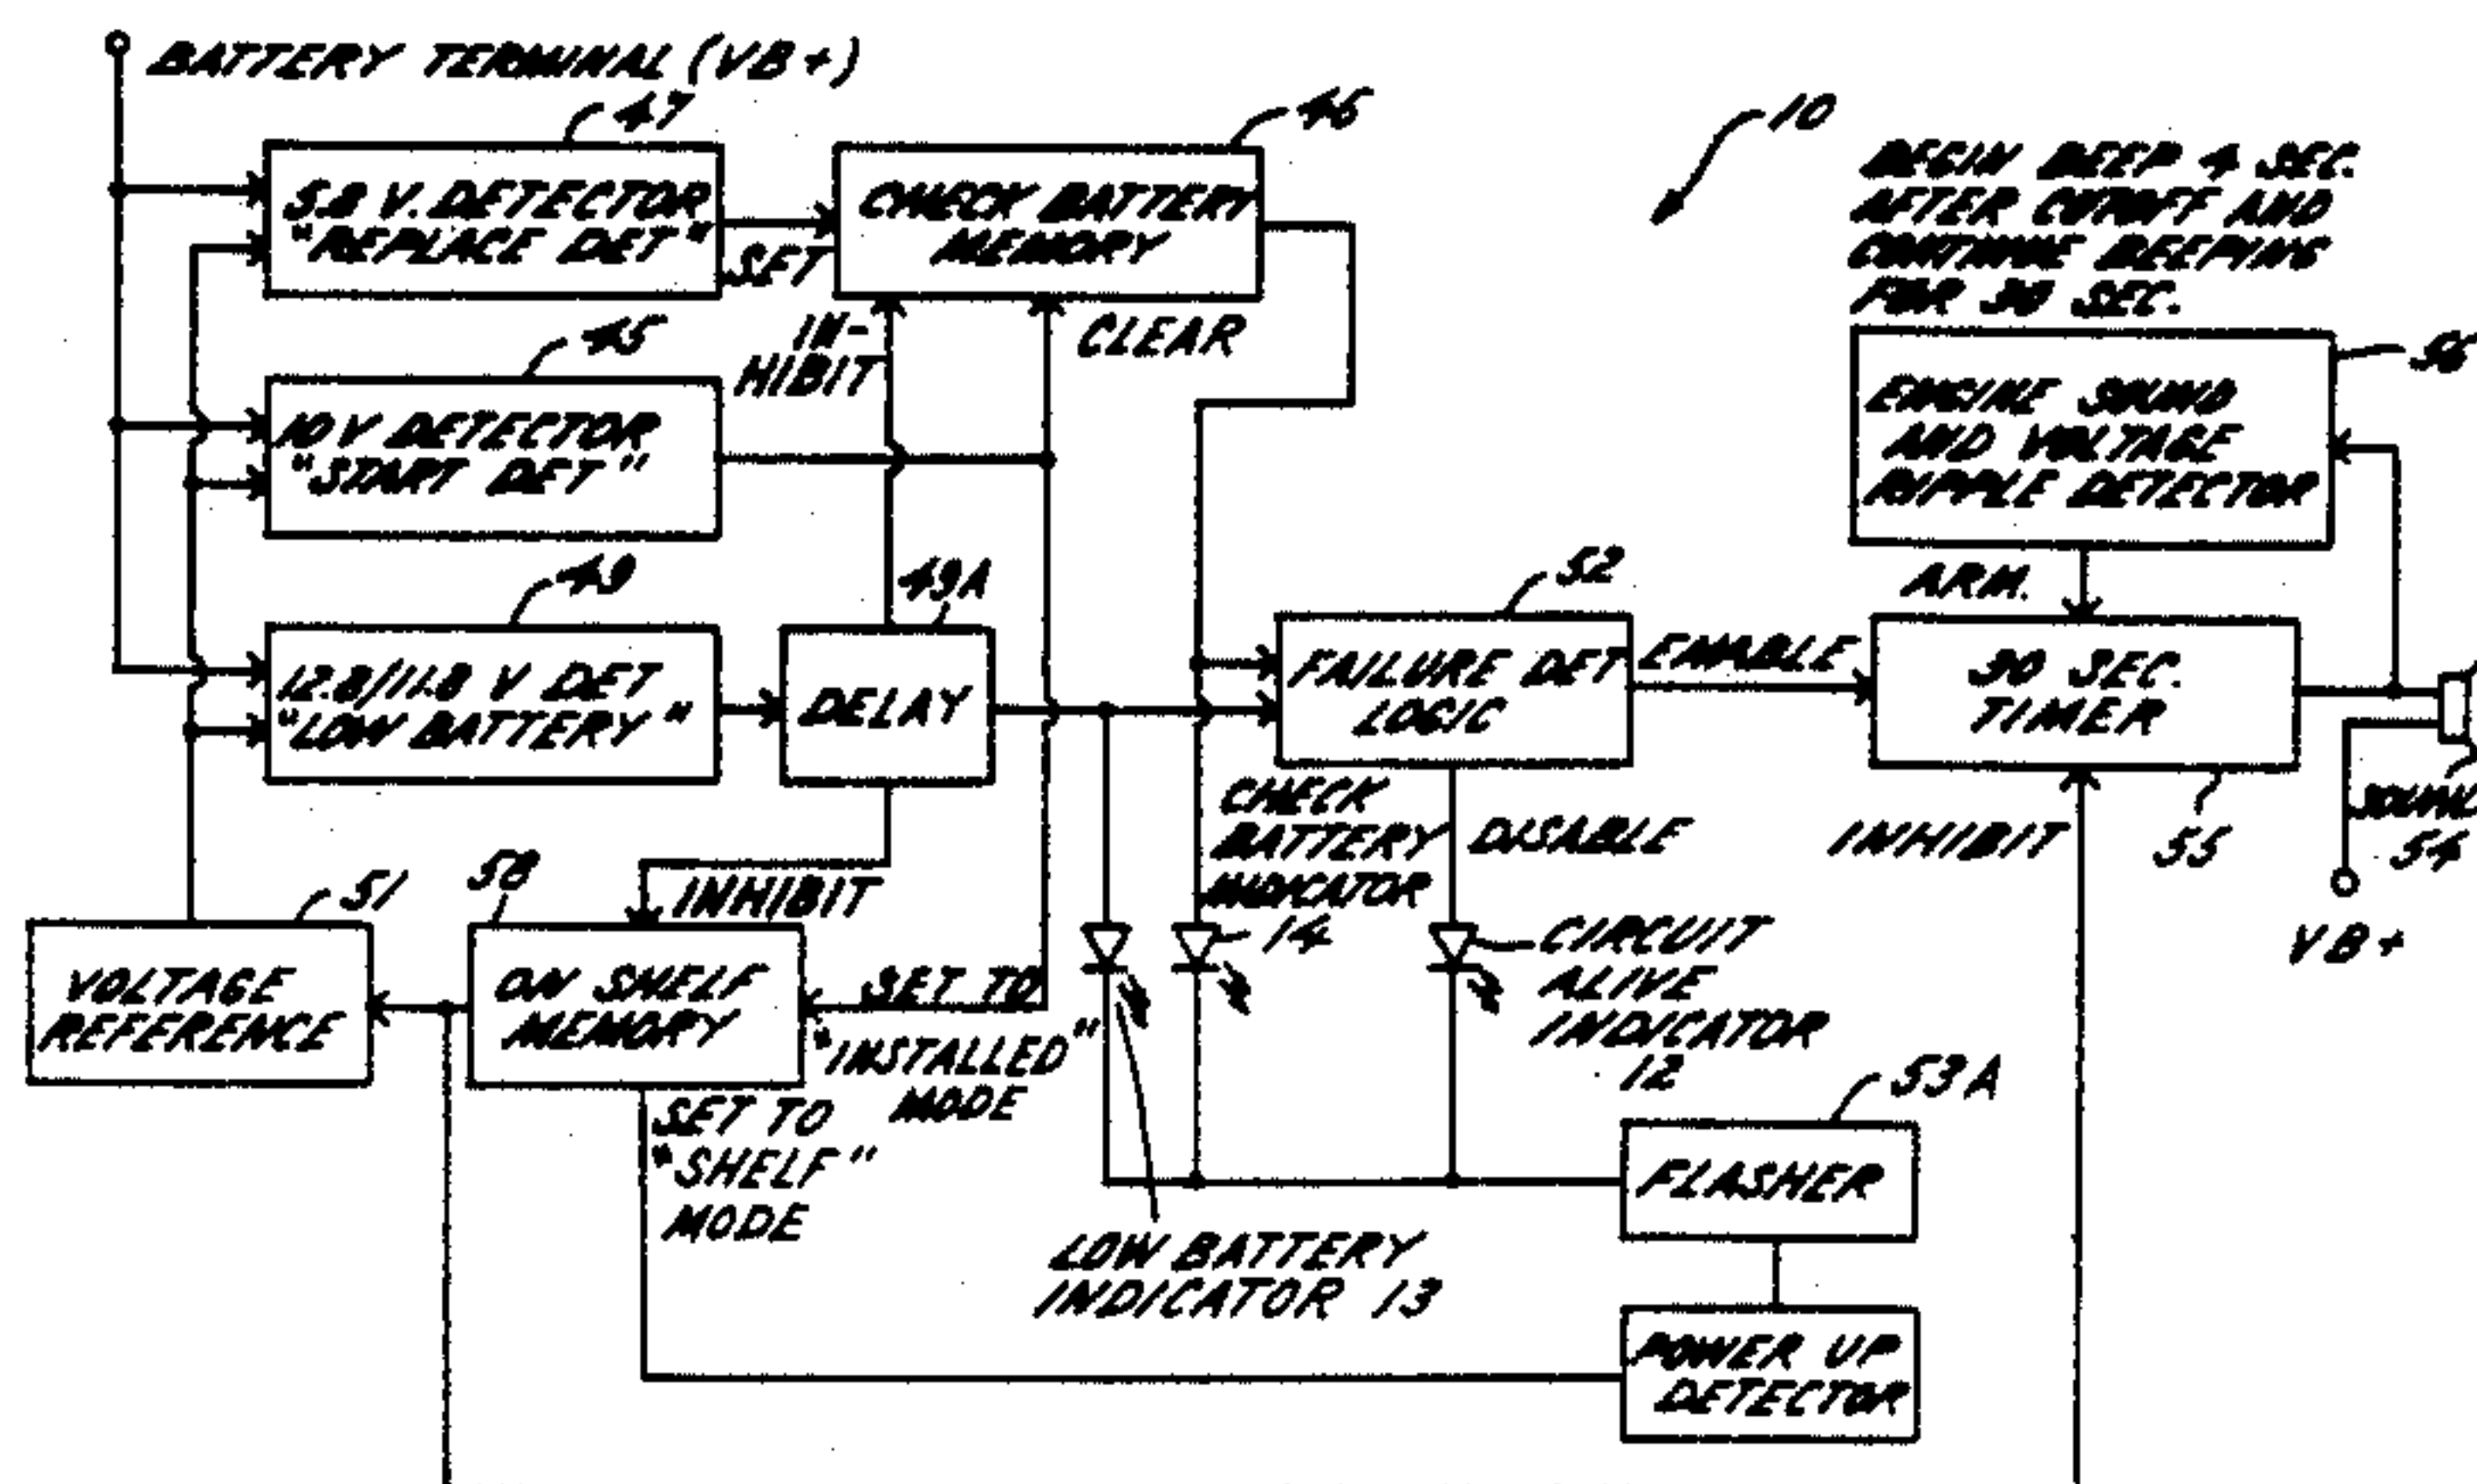 BATTERY TERMINAL (VB+)
47
46
10
5.8 V. DETECTOR
"REPLACE DET"
SET
CHECK BATTERY
MEMORY
BEGIN BEEP 4 SEC.
AFTER CUTOFF AND
CONTINUE BEEPING
FOR 30 SEC.
IN-
HIBIT
CLEAR
45
10 V DETECTOR
"START DET"
56
ENGINE SOUND
AND VOLTAGE
RIPPLE DETECTOR
ARM.
49
49A
52
12.8/11.8 V DET
"LOW BATTERY"
DELAY
FAILURE DET
LOGIC
ENABLE
30 SEC.
TIMER
CHECK
BATTERY
INDICATOR
14
DISABLE
INHIBIT
55
54
VB+
51
50
INHIBIT
VOLTAGE
REFERENCE
ON SHELF
MEMORY
SET TO
"INSTALLED"
MODE
CIRCUIT
ALIVE
INDICATOR
12
53A
SET TO
"SHELF"
MODE
FLASHER
LOW BATTERY
INDICATOR 13
POWER UP
DETECTOR